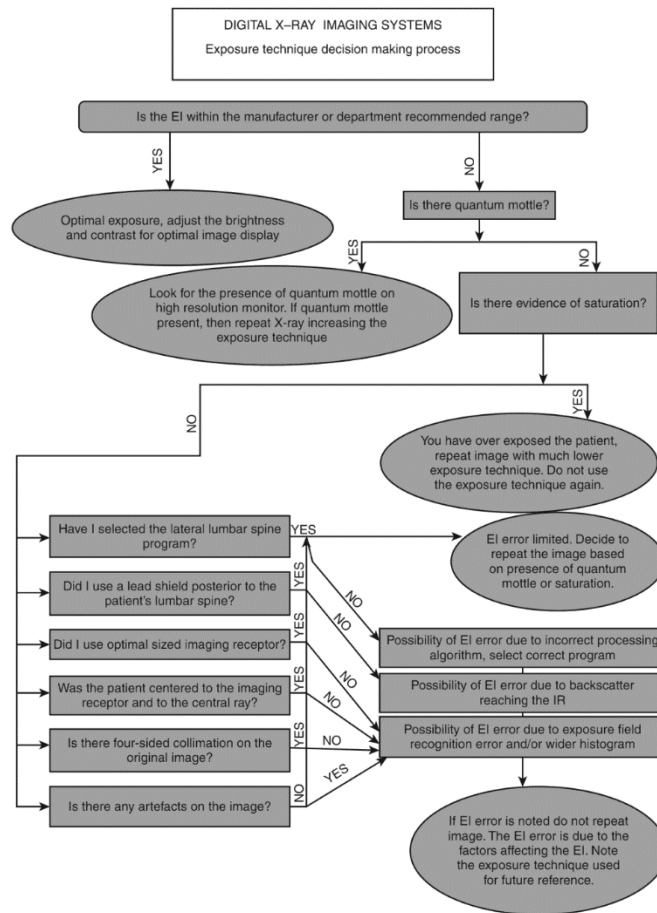 DIGITAL X–RAY IMAGING SYSTEMS
Exposure technique decision making process
Is the EI within the manufacturer or department recommended range?
YES
NO
Is there quantum mottle?
Optimal exposure, adjust the brightness
and contrast for optimal image display
YES
NO
Look for the presence of quantum mottle on
high resolution monitor. If quantum mottle
present, then repeat X-ray increasing the
exposure technique
Is there evidence of saturation?
NO
YES
You have over exposed the patient,
repeat image with much lower
exposure technique. Do not use
the exposure technique again.
Have I selected the lateral lumbar spine
program?
YES
EI error limited. Decide to
repeat the image based
on presence of quantum
mottle or saturation.
Did I use a lead shield posterior to the
patient's lumbar spine?
YES
NO
Did I use optimal sized imaging receptor?
YES
NO
Possibility of EI error due to incorrect processing
algorithm, select correct program
Was the patient centered to the imaging
receptor and to the central ray?
YES
NO
Possibility of EI error due to backscatter
reaching the IR
Is there four-sided collimation on the
original image?
YES
NO
NO
Possibility of EI error due to exposure field
recognition error and/or wider histogram
Is there any artefacts on the image?
NO
YES
If EI error is noted do not repeat
image. The EI error is due to the
factors affecting the EI. Note
the exposure technique used
for future reference.